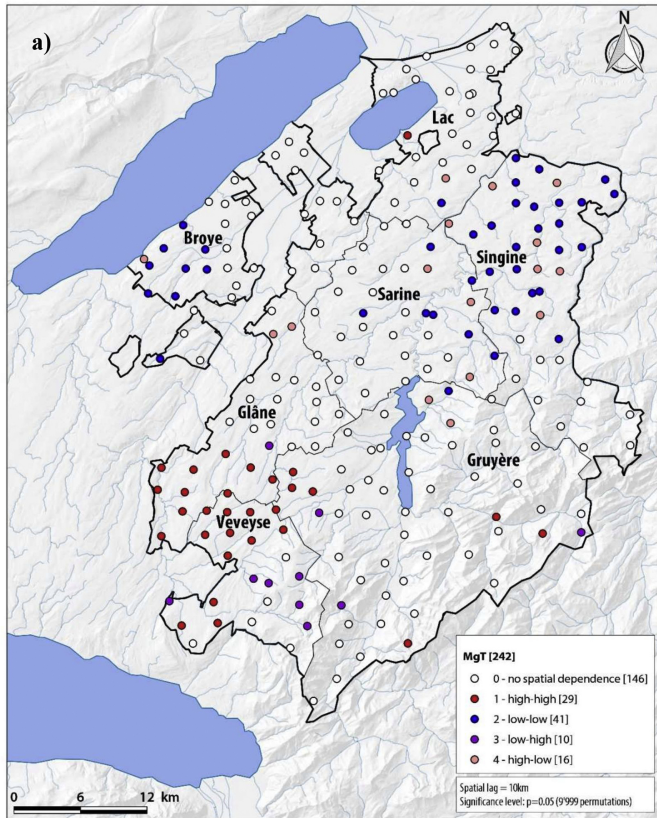 a)
N
Lac
Broye
Singine
Sarine
Glâne
Gruyère
Veveyse
MgT [242]
0 - no spatial dependence [146]
1 - high-high [29]
2 - low-low [41]
3 - low-high [10]
4 - high-low [16]
Spatial lag = 10km
Significance level: p=0.05 (9'999 permutations)
0 6 12 km